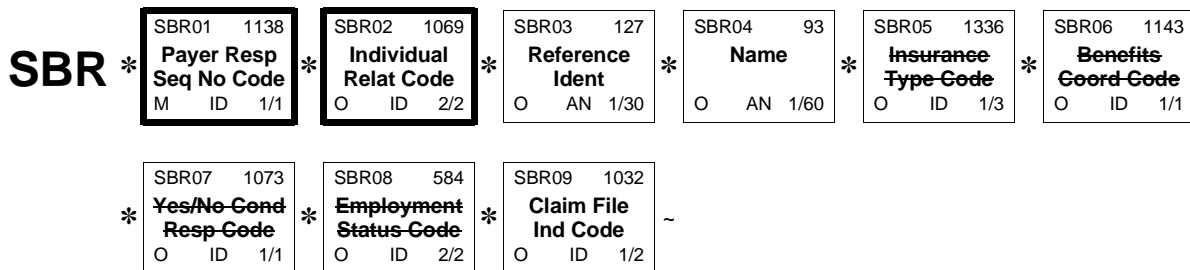 SBR * SBR01 1138 Payer Resp Seq No Code M ID 1/1 * SBR02 1069 Individual Relat Code O ID 2/2 * SBR03 127 Reference Ident O AN 1/30 * SBR04 93 Name O AN 1/60 * SBR05 1336 Insurance Type Code O ID 1/3 * SBR06 1143 Benefits Coord Code O ID 1/1
* SBR07 1073 Yes/No Cond Resp Code O ID 1/1 * SBR08 584 Employment Status Code O ID 2/2 * SBR09 1032 Claim File Ind Code O ID 1/2 ~